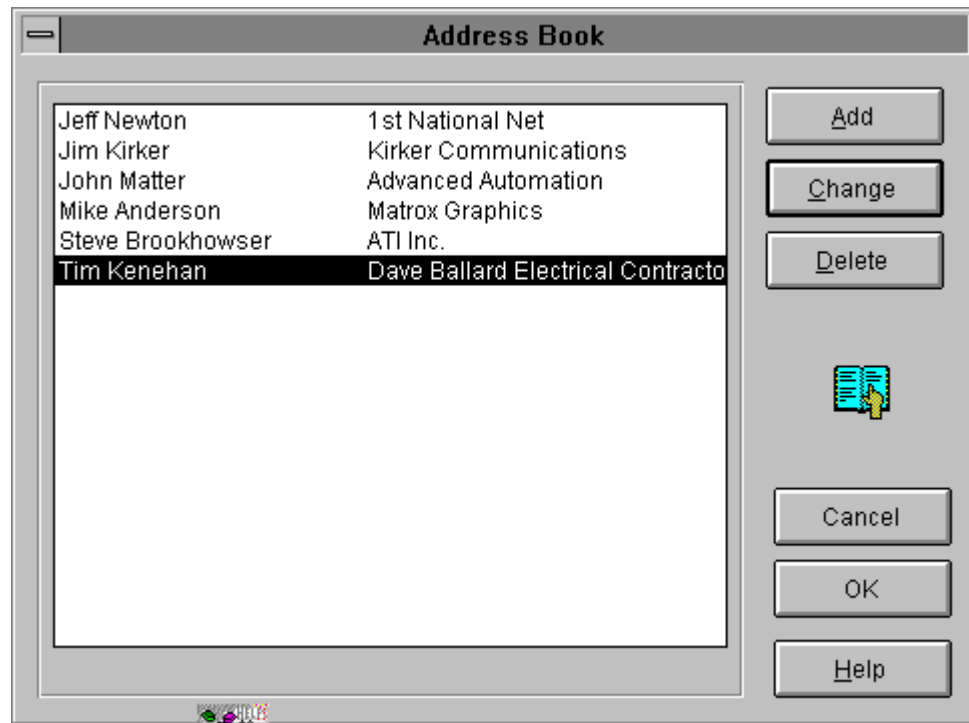 Address Book
Jeff Newton 1st National Net
Jim Kirker Kirker Communications
John Matter Advanced Automation
Mike Anderson Matrox Graphics
Steve Brookhowser ATI Inc.
Tim Kenehan Dave Ballard Electrical Contracto
Add
Change
Delete
Cancel
OK
Help